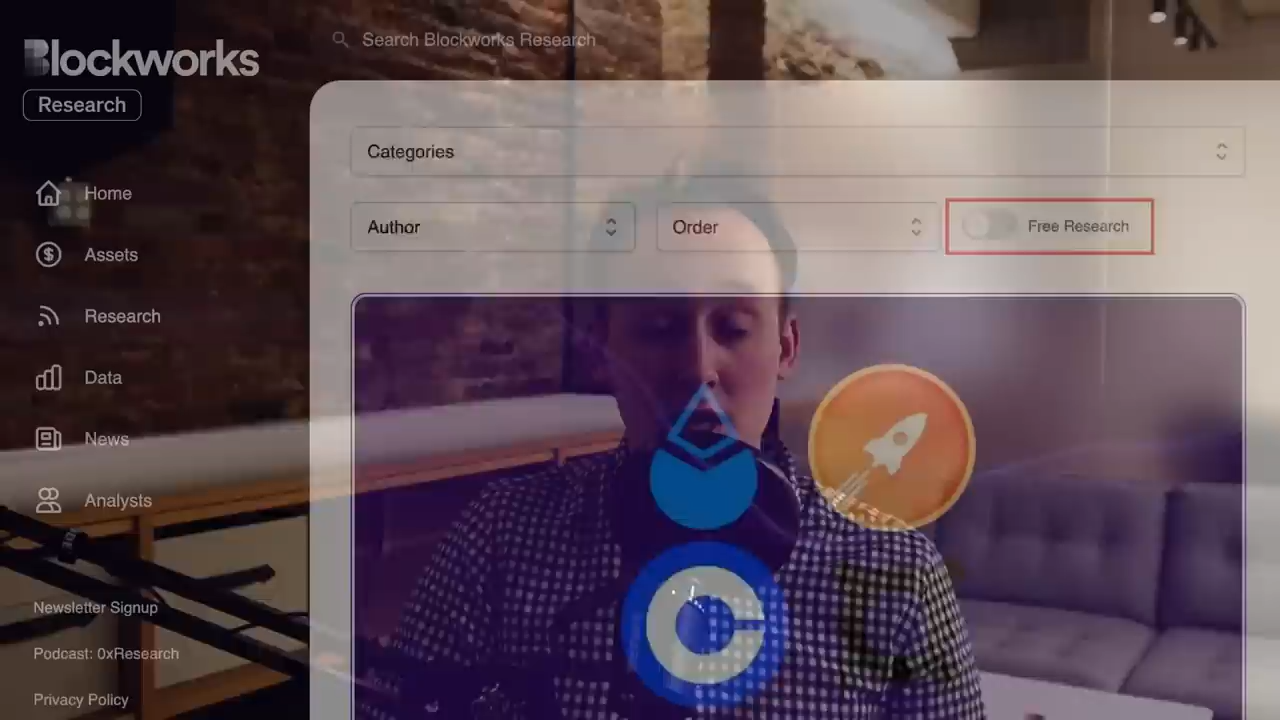 Search Blockworks Research
Blockworks
Research
Categories
Author
Order
Free Research
Home
Assets
Research
Data
News
Analysts
Newsletter Signup
Podcast: 0xResearch
Privacy Policy